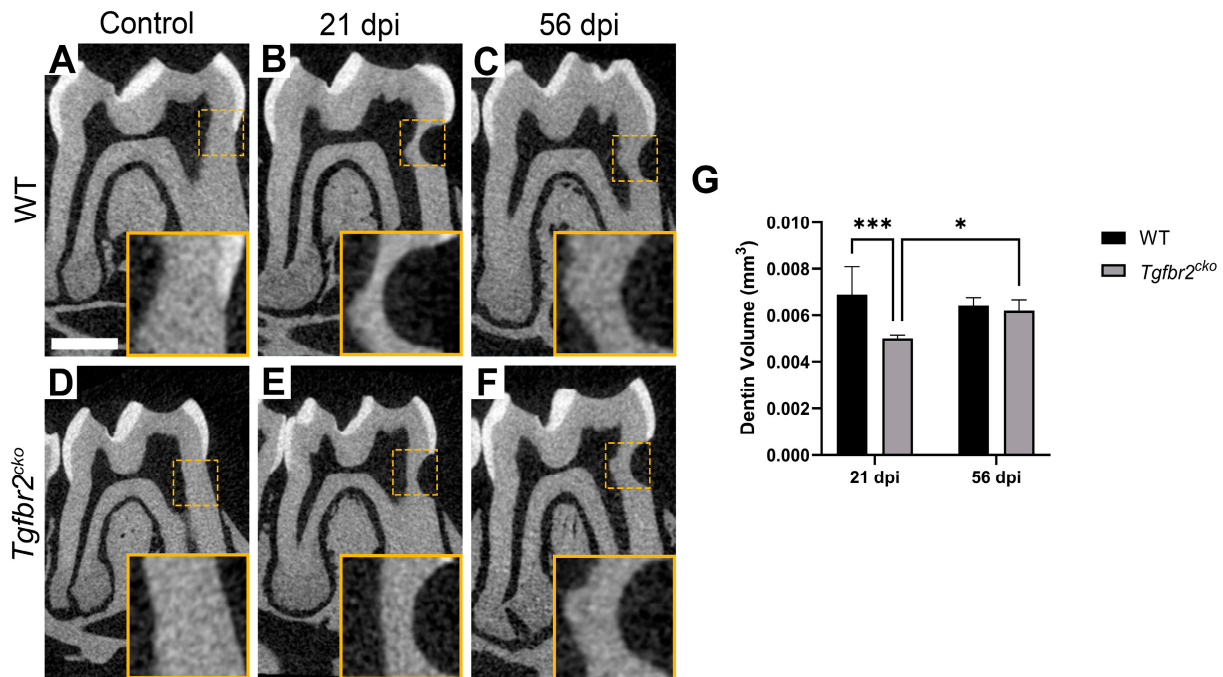 Control
21 dpi
56 dpi
WT
A
B
C
Tgfbr2cko
D
E
F
G
Dentin Volume (mm³)
0.010
0.008
0.006
0.004
0.002
0.000
***
*
21 dpi
56 dpi
WT
Tgfbr2cko